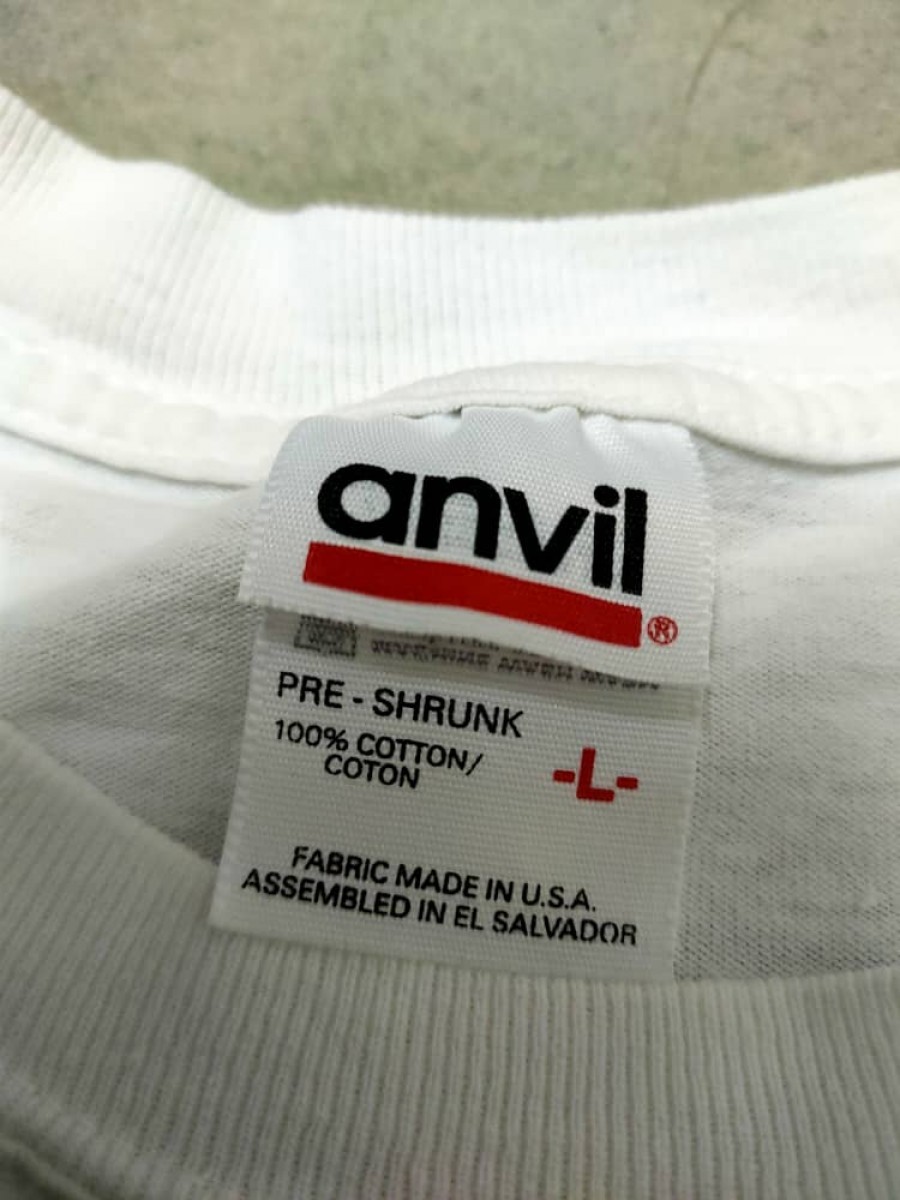 anvil
®
PRE - SHRUNK
100% COTTON/
COTON
-L-
FABRIC MADE IN U.S.A.
ASSEMBLED IN EL SALVADOR